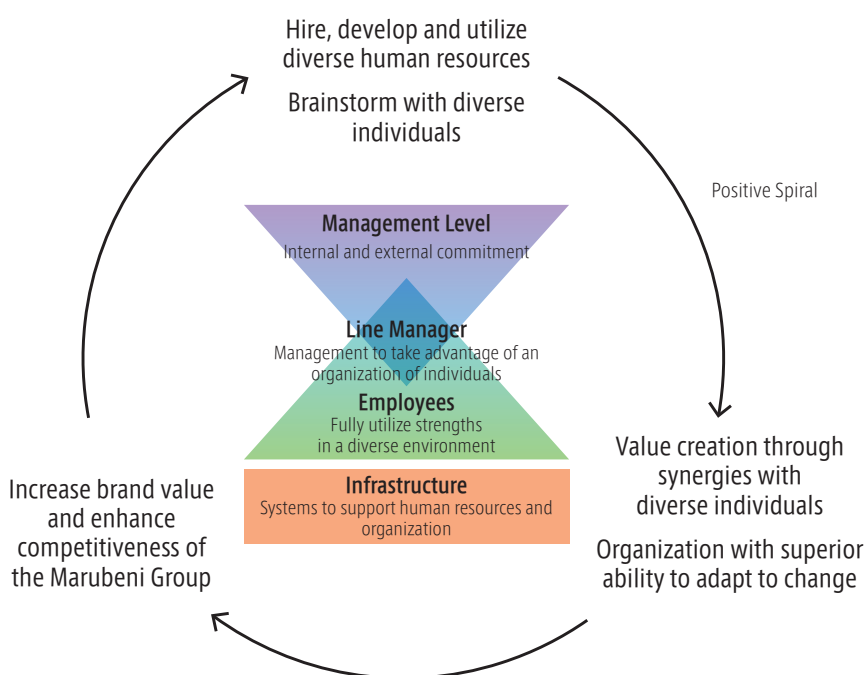 Hire, develop and utilize
diverse human resources
Brainstorm with diverse
individuals
Positive Spiral
Management Level
Internal and external commitment
Line Manager
Management to take advantage of an
organization of individuals
Employees
Fully utilize strengths
in a diverse environment
Infrastructure
Systems to support human resources and
organization
Value creation through
synergies with
diverse individuals
Organization with superior
ability to adapt to change
Increase brand value
and enhance
competitiveness of
the Marubeni Group